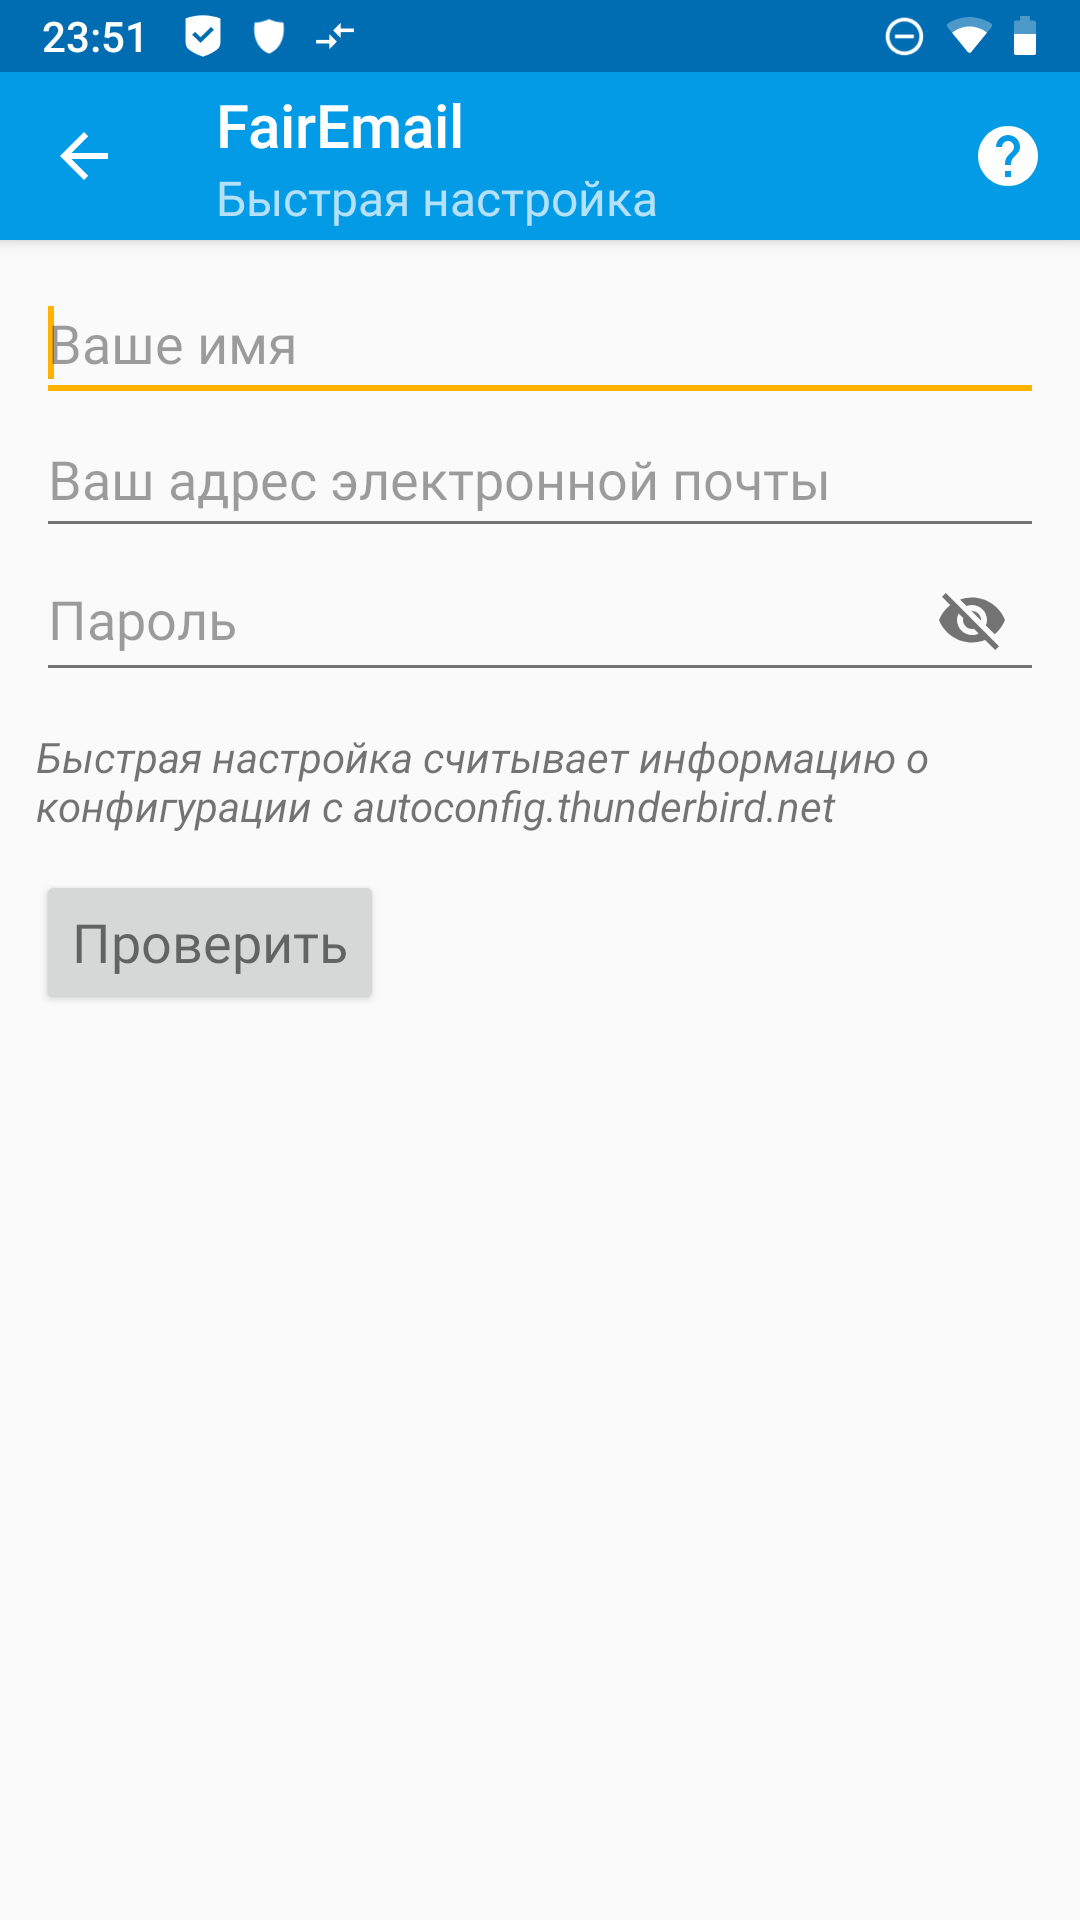 23:51
FairEmail
Быстрая настройка
Ваше имя
Ваш адрес электронной почты
Пароль
Быстрая настройка считывает информацию о
конфигурации с autoconfig.thunderbird.net
Проверить